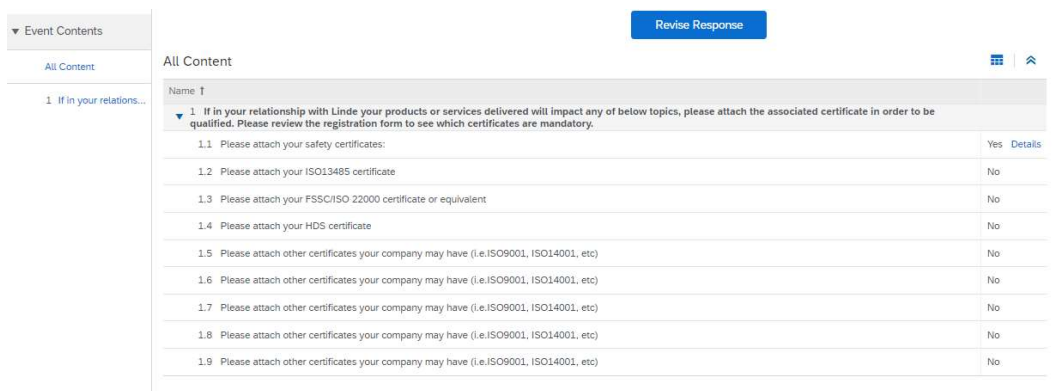 Revise Response
▼ Event Contents
All Content
1 If in your relations...
All Content
Name ↑
▼ 1 If in your relationship with Linde your products or services delivered will impact any of below topics, please attach the associated certificate in order to be
qualified. Please review the registration form to see which certificates are mandatory.
1.1 Please attach your safety certificates: Yes Details
1.2 Please attach your ISO13485 certificate No
1.3 Please attach your FSSC/ISO 22000 certificate or equivalent No
1.4 Please attach your HDS certificate No
1.5 Please attach other certificates your company may have (i.e.ISO9001, ISO14001, etc) No
1.6 Please attach other certificates your company may have (i.e.ISO9001, ISO14001, etc) No
1.7 Please attach other certificates your company may have (i.e.ISO9001, ISO14001, etc) No
1.8 Please attach other certificates your company may have (i.e.ISO9001, ISO14001, etc) No
1.9 Please attach other certificates your company may have (i.e.ISO9001, ISO14001, etc) No